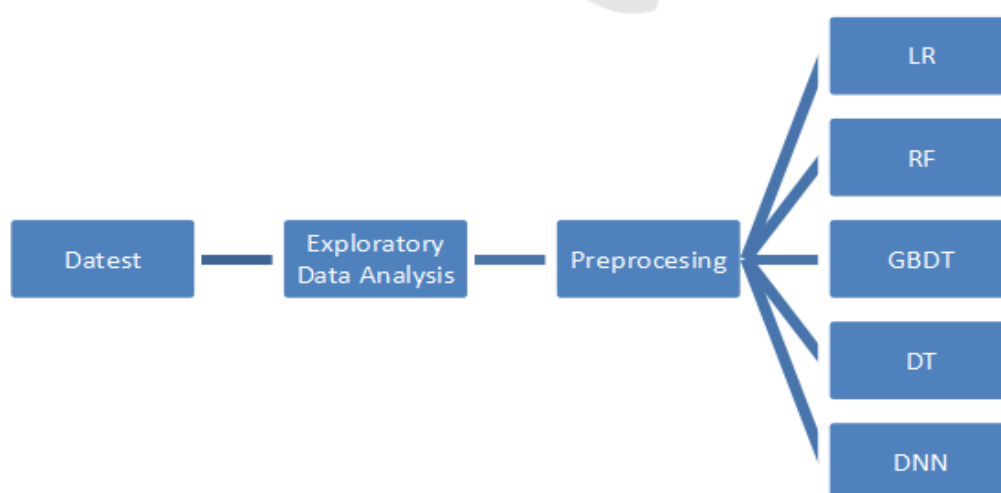 Datest
Exploratory
Data Analysis
Preprocesing
LR
RF
GBDT
DT
DNN